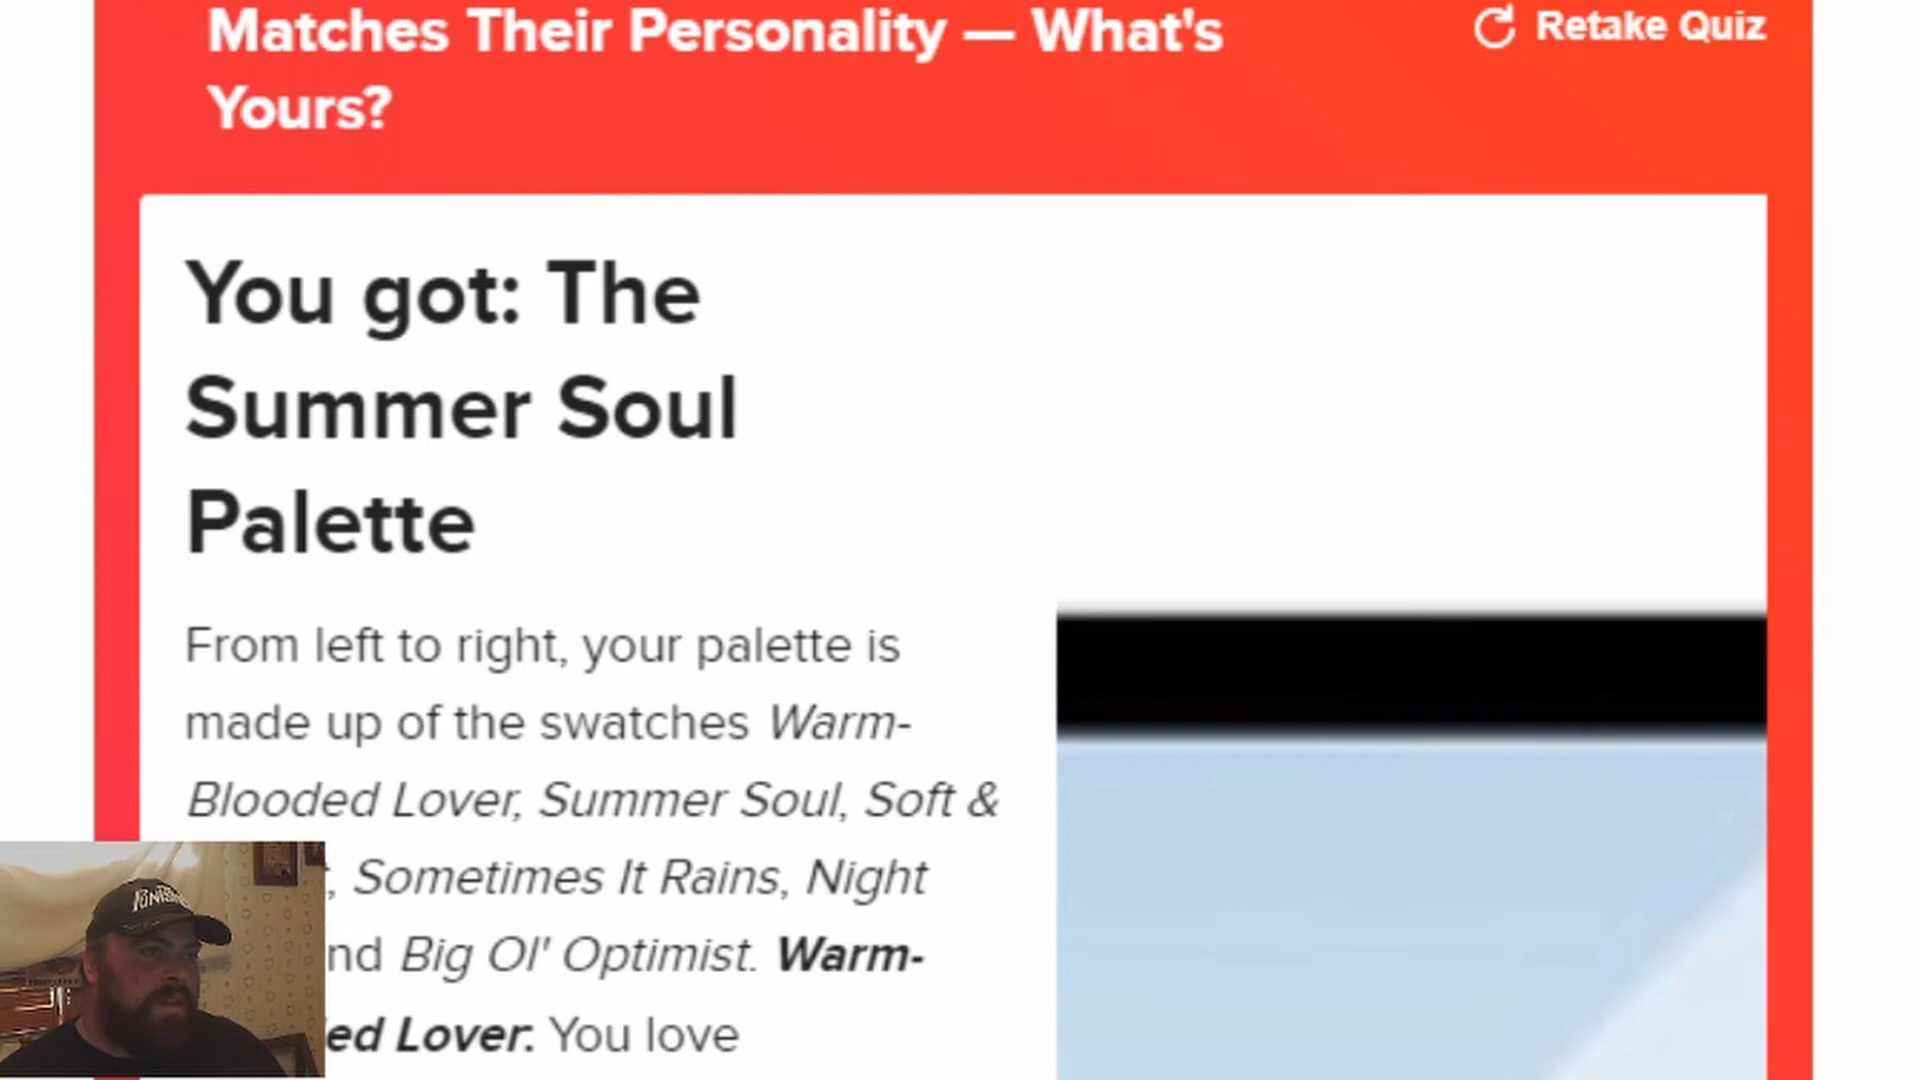 Matches Their Personality — What's
Yours?
Retake Quiz
You got: The
Summer Soul
Palette
From left to right, your palette is
made up of the swatches Warm-
Blooded Lover, Summer Soul, Soft &
, Sometimes It Rains, Night
nd Big Ol' Optimist. Warm-
ed Lover: You love
PUNISHER